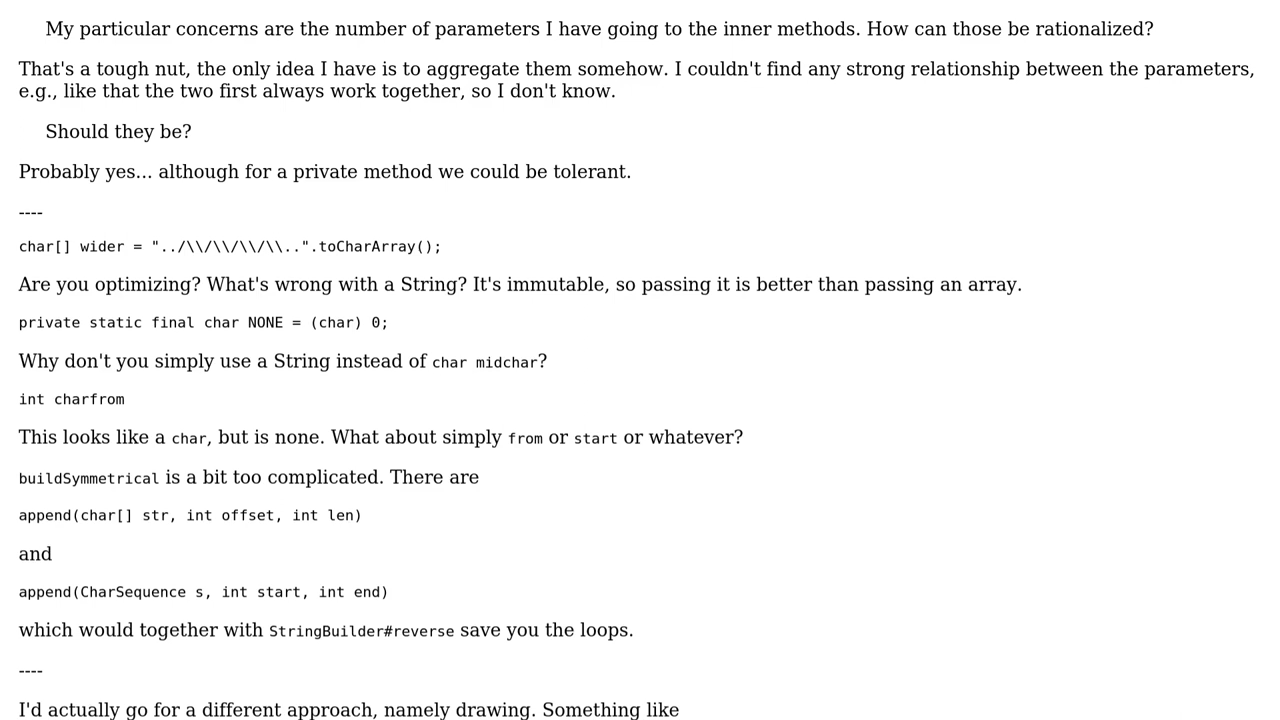 My particular concerns are the number of parameters I have going to the inner methods. How can those be rationalized?
That's a tough nut, the only idea I have is to aggregate them somehow. I couldn't find any strong relationship between the parameters,
e.g., like that the two first always work together, so I don't know.
Should they be?
Probably yes... although for a private method we could be tolerant.
----
char[] wider = "../\\/\\/\\/\\..".toCharArray();
Are you optimizing? What's wrong with a String? It's immutable, so passing it is better than passing an array.
private static final char NONE = (char) 0;
Why don't you simply use a String instead of char midchar?
int charfrom
This looks like a char, but is none. What about simply from or start or whatever?
buildSymmetrical is a bit too complicated. There are
append(char[] str, int offset, int len)
and
append(CharSequence s, int start, int end)
which would together with StringBuilder#reverse save you the loops.
----
I'd actually go for a different approach, namely drawing. Something like